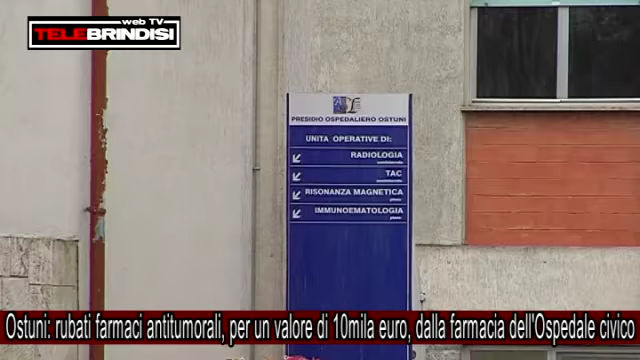 web TV
TELEBRINDISI
PRESIDIO OSPEDALIERO OSTUNI
UNITA OPERATIVE DI:
RADIOLOGIA
TAC
RISONANZA MAGNETICA
IMMUNOEMATOLOGIA
Ostuni: rubati farmaci antitumorali, per un valore di 10mila euro, dalla farmacia dell'Ospedale civico